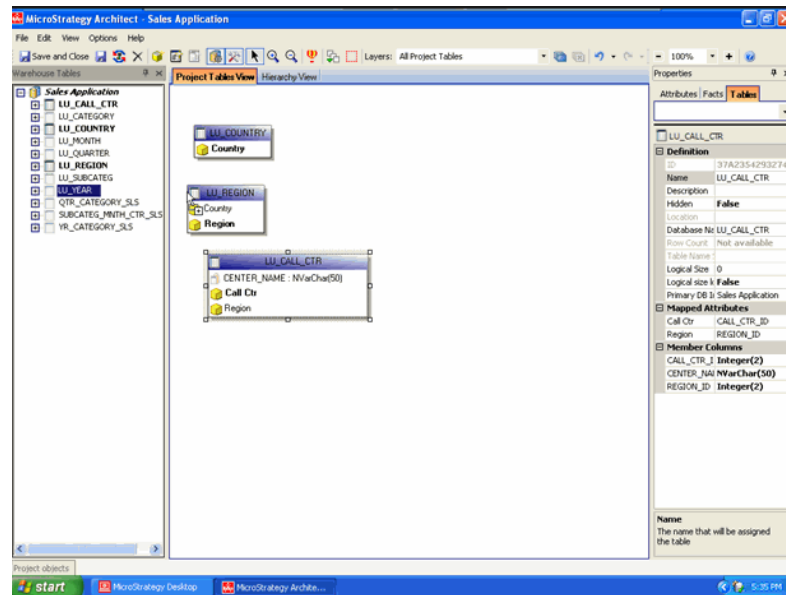 MicroStrategy Architect - Sales Application
File Edit View Options Help
Save and Close Layers: All Project Tables 100%
Warehouse Tables
Sales Application
LU_CALL_CTR
LU_CATEGORY
LU_COUNTRY
LU_MONTH
LU_QUARTER
LU_REGION
LU_SUBCATEG
LU_YEAR
QTR_CATEGORY_SLS
SUBCATEG_MNTH_CTR_SLS
YR_CATEGORY_SLS
Project objects
Project Tables View Hierarchy View
LU_COUNTRY
Country
LU_REGION
Country
Region
LU_CALL_CTR
CENTER_NAME : NVarChar(50)
Call Ctr
Region
Properties
Attributes Facts Tables
LU_CALL_CTR
Definition
ID 37A2354293274
Name LU_CALL_CTR
Description
Hidden False
Location
Database Na LU_CALL_CTR
Row Count Not available
Table Name :
Logical Size 0
Logical size l False
Primary DB I Sales Application
Mapped Attributes
Call Ctr CALL_CTR_ID
Region REGION_ID
Member Columns
CALL_CTR_I Integer(2)
CENTER_NAI NVarChar(50)
REGION_ID Integer(2)
Name
The name that will be assigned
the table
start MicroStrategy Desktop MicroStrategy Archite... 5:35 PM